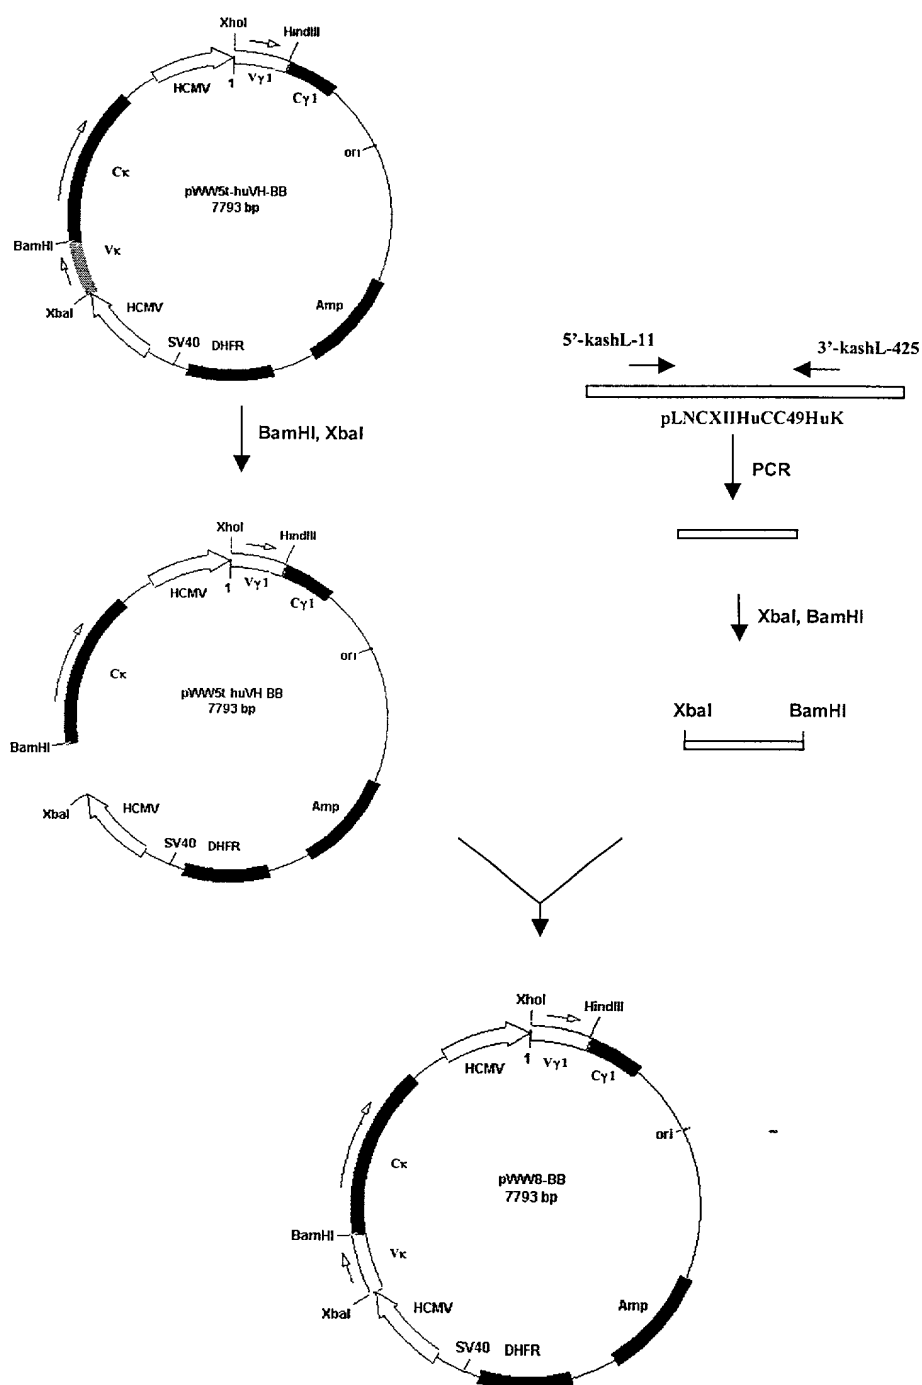 XhoI
HindIII
HCMV
1
Vγ1
Cγ1
ori
Cκ
pWW5t-huVH-BB
7793 bp
BamHI
Vκ
XbaI
HCMV
SV40
DHFR
Amp
BamHI, XbaI
5'-kashL-11
3'-kashL-425
pLNCXIIHuCC49HuK
PCR
XbaI, BamHI
XbaI
BamHI
XhoI
HindIII
HCMV
1
Vγ1
Cγ1
ori
Cκ
pWW5t huVH BB
7793 bp
BamHI
XbaI
HCMV
SV40
DHFR
Amp
XhoI
HindIII
HCMV
1
Vγ1
Cγ1
ori
Cκ
pWW8-BB
7793 bp
BamHI
Vκ
XbaI
HCMV
SV40
DHFR
Amp